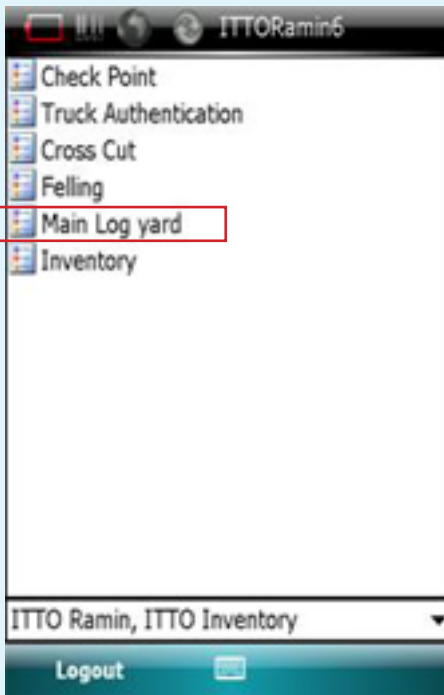 ITTORamin6
Check Point
Truck Authentication
Cross Cut
Felling
Main Log yard
Inventory
ITTO Ramin, ITTO Inventory
Logout